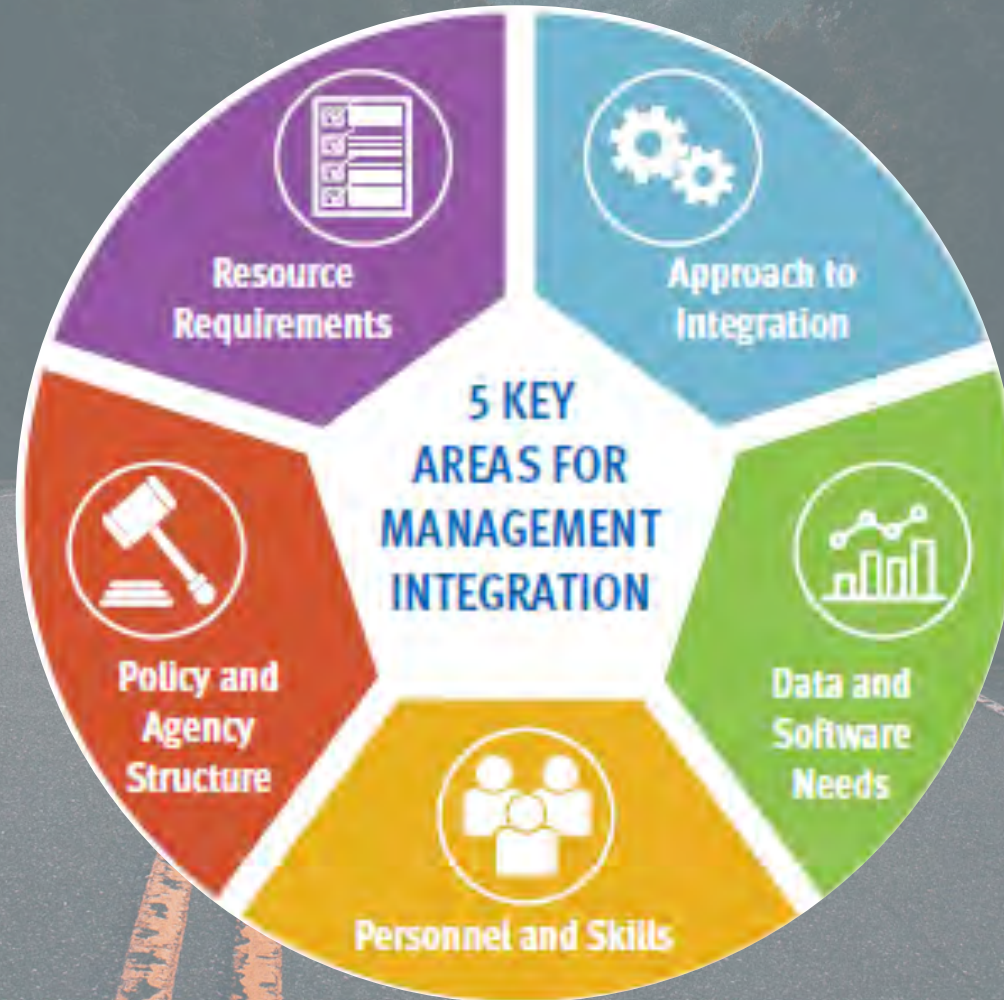 5 KEY
AREAS FOR
MANAGEMENT
INTEGRATION
Approach to
Integration
Data and
Software
Needs
Personnel and Skills
Policy and
Agency
Structure
Resource
Requirements